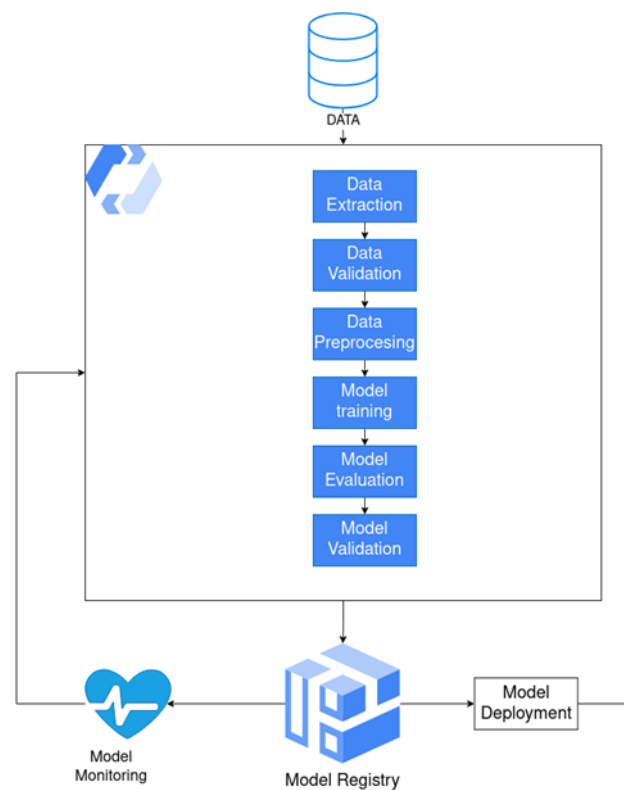 DATA
Data
Extraction
Data
Validation
Data
Preprocesing
Model
training
Model
Evaluation
Model
Validation
Model
Monitoring
Model Registry
Model
Deployment